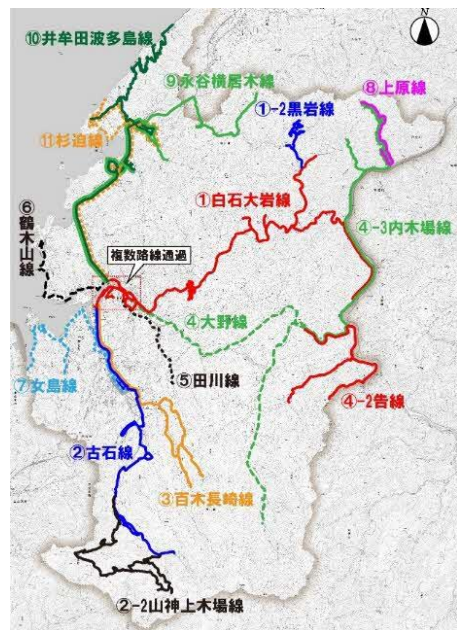 N
⑩井牟田波多島線
⑨永谷横居木線
①-2黒岩線
⑧上原線
⑪杉迫線
①白石大岩線
⑥鶴木山線
複数路線通過
④-3内木場線
④大野線
⑤田川線
⑦女島線
④-2告線
②古石線
③百木長崎線
②-2山神上木場線